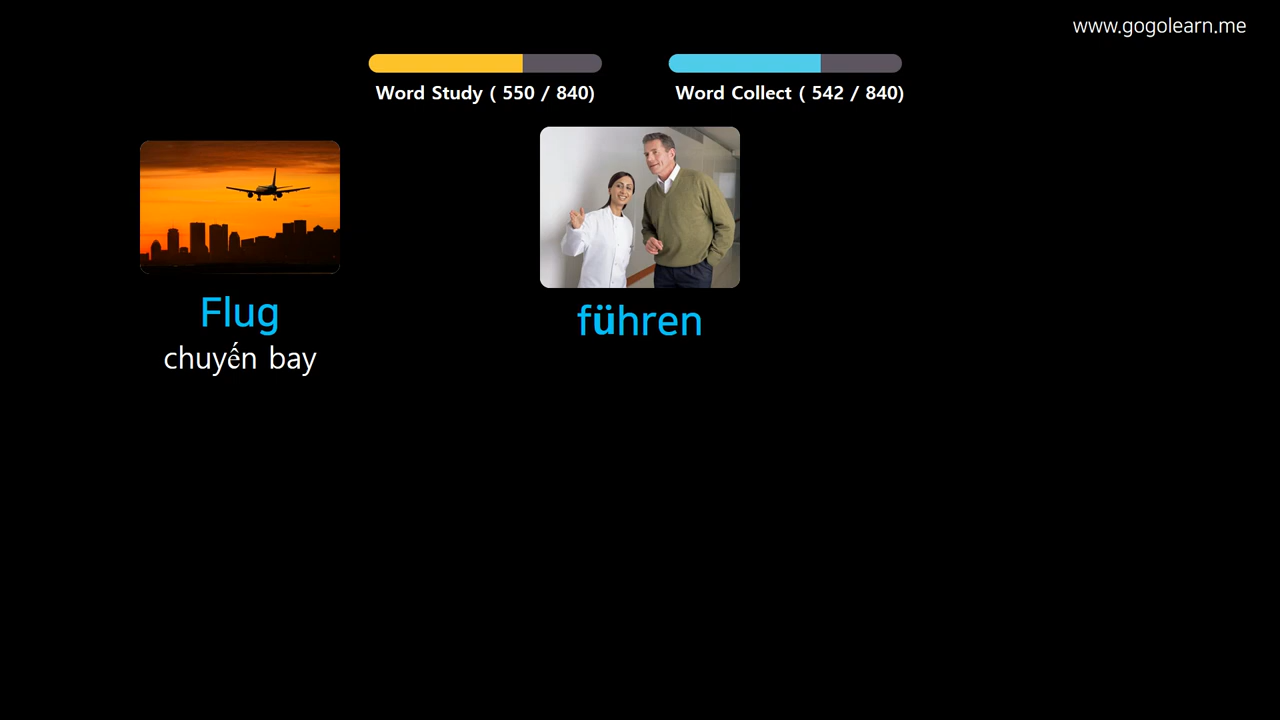 www.gogolearn.me
Word Study ( 550 / 840)
Word Collect ( 542 / 840)
Flug
chuyến bay
führen